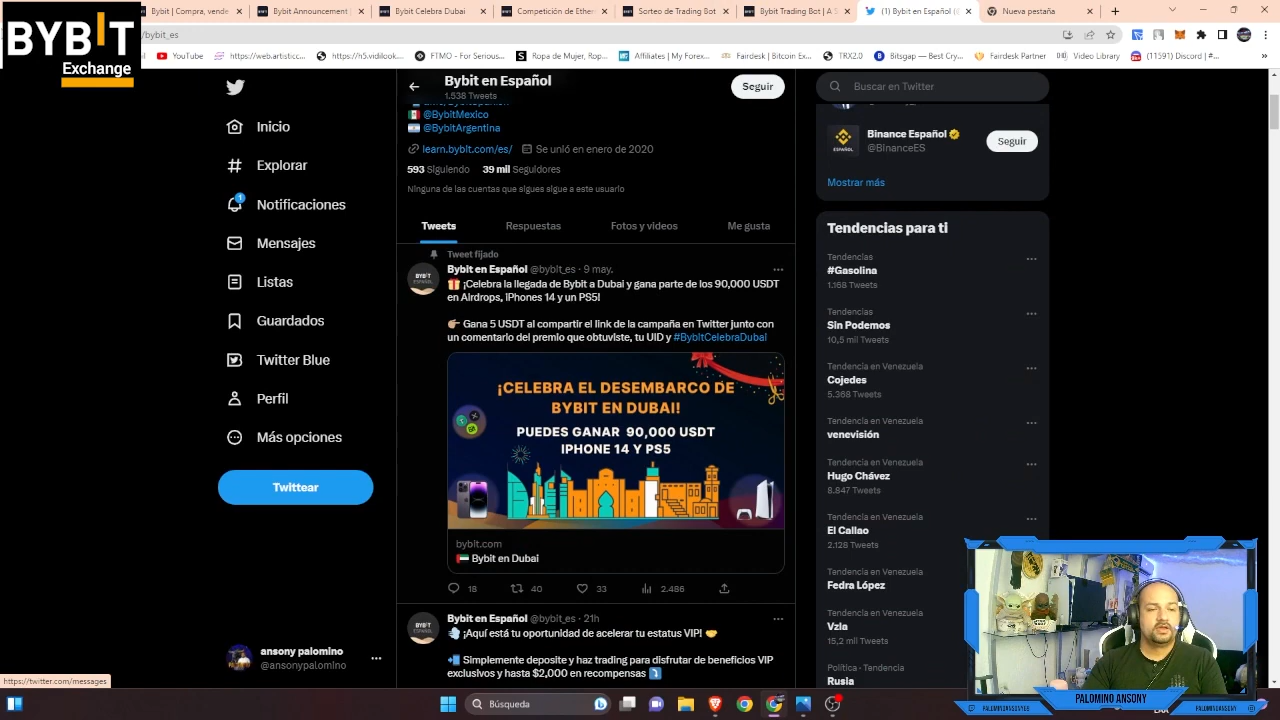 BYBIT
Exchange
Bybit | Compra, vende
Bybit Announcement |
Bybit Celebra Dubai
Competición de Enter
Sorteo de Trading d
Bybit Trading | A S
(1) Bybit en Español (@
Nueva pestaña
/bybit_es
YouTube
https://webartisticc...
https://n5.vidilook...
FTMO - For Serious...
Ropa de Mujer, Rop...
Affiliates | My Forex...
Fairdesk | Bitcoin Ex...
TRX2.0
Bitsgap — Best Cry...
Fairdesk Partner
Video Library
(11591) Discord | #...
Bybit en Español
1.538 Tweets
Seguir
Buscar en Twitter
@BybitMexico
@BybitArgentina
learn.bybit.com/es/
Se unió en enero de 2020
593 Siguiendo
39 mil Seguidores
Ninguna de las cuentas que sigues sigue a este usuario
Inicio
Explorar
1
Notificaciones
Mensajes
Listas
Guardados
Twitter Blue
Perfil
Más opciones
Twittear
ansony palomino
@ansonypalomino
https://twitter.com/messages
Tweets
Respuestas
Fotos y videos
Me gusta
Tweet fijado
Bybit en Español @bybit_es · 9 may.
¡Celebra la llegada de Bybit a Dubai y gana parte de los 90,000 USDT
en Airdrops, iPhones 14 y un PS5!
Gana 5 USDT al compartir el link de la campaña en Twitter junto con
un comentario del premio que obtuviste, tu UID y #BybitCelebraDubai
¡CELEBRA EL DESEMBARCO DE
BYBIT EN DUBAI!
PUEDES GANAR 90,000 USDT
IPHONE 14 Y PS5
bybit.com
Bybit en Dubai
18
40
33
2.486
Bybit en Español @bybit_es · 21h
¡Aquí está tu oportunidad de acelerar tu estatus VIP!
Simplemente deposite y haz trading para disfrutar de beneficios VIP
exclusivos y hasta $2,000 en recompensas
Binance Español
@BinanceES
Seguir
Mostrar más
Tendencias para ti
Tendencias
#Gasolina
1.168 Tweets
Tendencias
Sin Podemos
10,5 mil Tweets
Tendencia en Venezuela
Cojedes
5.368 Tweets
Tendencia en Venezuela
venevisión
Tendencia en Venezuela
Hugo Chávez
8.847 Tweets
Tendencia en Venezuela
El Callao
2.128 Tweets
Tendencia en Venezuela
Fedra López
Tendencia en Venezuela
Vzla
15,2 mil Tweets
Política · Tendencia
Rusia
PALOMINO ANSONY
Búsqueda